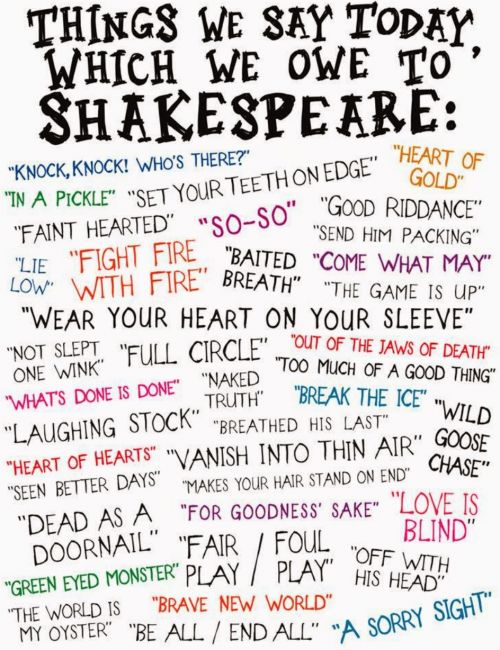 THINGS WE SAY TODAY,
WHICH WE OWE TO
SHAKESPEARE:
"KNOCK, KNOCK! WHO'S THERE?"
"HEART OF
GOLD"
"IN A PICKLE"
"SET YOUR TEETH ON EDGE"
"FAINT HEARTED"
"SO-SO"
"GOOD RIDDANCE"
"SEND HIM PACKING"
"LIE
LOW"
"FIGHT FIRE
WITH FIRE"
"BAITED
BREATH"
"COME WHAT MAY"
"THE GAME IS UP"
"WEAR YOUR HEART ON YOUR SLEEVE"
"NOT SLEPT
ONE WINK"
"FULL CIRCLE"
"OUT OF THE JAWS OF DEATH"
"TOO MUCH OF A GOOD THING"
"WHAT'S DONE IS DONE"
"NAKED
TRUTH"
"BREAK THE ICE"
"WILD
GOOSE
CHASE"
"LAUGHING STOCK"
"BREATHED HIS LAST"
"HEART OF HEARTS"
"VANISH INTO THIN AIR"
"SEEN BETTER DAYS"
"MAKES YOUR HAIR STAND ON END"
"DEAD AS A
DOORNAIL"
"FOR GOODNESS' SAKE"
"LOVE IS
BLIND"
"FAIR / FOUL
PLAY / PLAY"
"OFF WITH
HIS HEAD"
"GREEN EYED MONSTER"
"THE WORLD IS
MY OYSTER"
"BRAVE NEW WORLD"
"BE ALL / END ALL"
"A SORRY SIGHT"